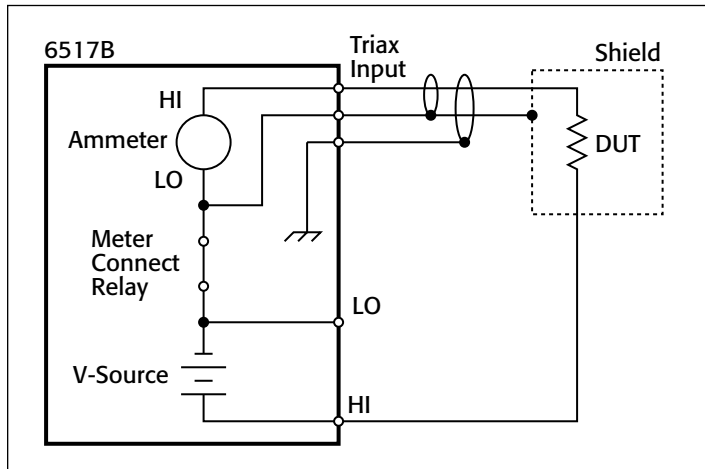 6517B
Triax
Input
Shield
HI
Ammeter
DUT
LO
Meter
Connect
Relay
LO
V-Source
HI